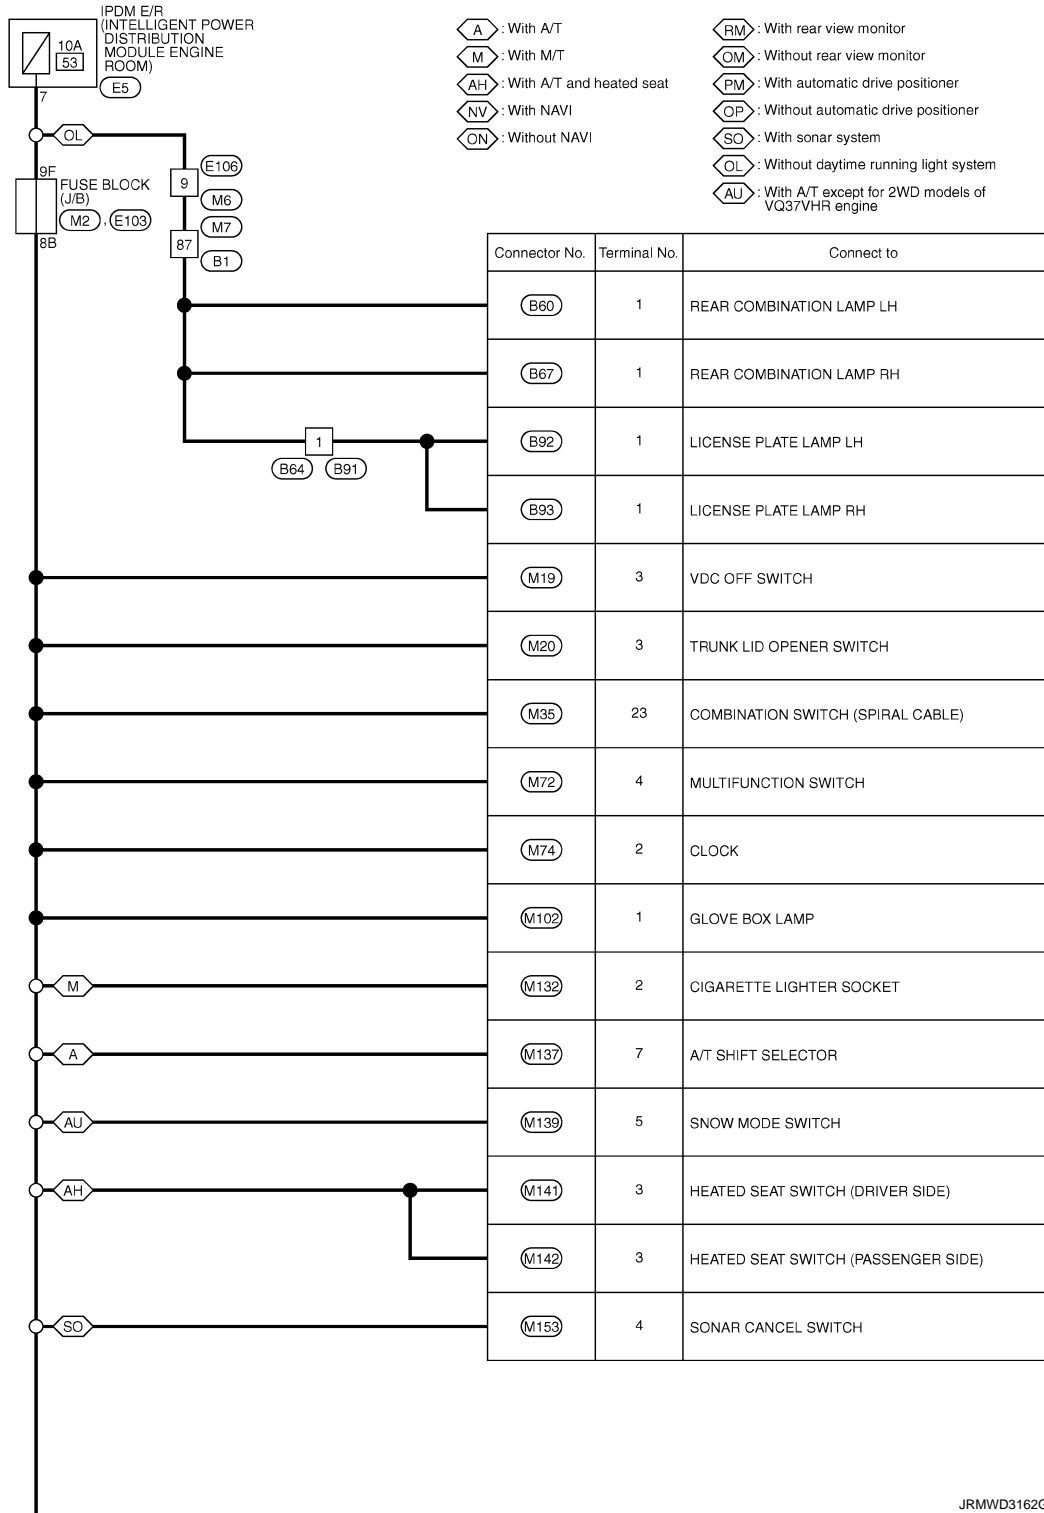 IPDM E/R
(INTELLIGENT POWER
DISTRIBUTION
MODULE ENGINE
ROOM)
10A
53
E5
7
OL
9F
FUSE BLOCK
(J/B)
M2 , E103
8B
9
E106
M6
M7
87
B1
A : With A/T
M : With M/T
AH : With A/T and heated seat
NV : With NAVI
ON : Without NAVI
RM : With rear view monitor
OM : Without rear view monitor
PM : With automatic drive positioner
OP : Without automatic drive positioner
SO : With sonar system
OL : Without daytime running light system
AU : With A/T except for 2WD models of
VQ37VHR engine
Connector No. Terminal No. Connect to
B60 1 REAR COMBINATION LAMP LH
B67 1 REAR COMBINATION LAMP RH
1
B64 B91
B92 1 LICENSE PLATE LAMP LH
B93 1 LICENSE PLATE LAMP RH
M19 3 VDC OFF SWITCH
M20 3 TRUNK LID OPENER SWITCH
M35 23 COMBINATION SWITCH (SPIRAL CABLE)
M72 4 MULTIFUNCTION SWITCH
M74 2 CLOCK
M102 1 GLOVE BOX LAMP
M M132 2 CIGARETTE LIGHTER SOCKET
A M137 7 A/T SHIFT SELECTOR
AU M139 5 SNOW MODE SWITCH
AH M141 3 HEATED SEAT SWITCH (DRIVER SIDE)
M142 3 HEATED SEAT SWITCH (PASSENGER SIDE)
SO M153 4 SONAR CANCEL SWITCH
JRMWD3162G